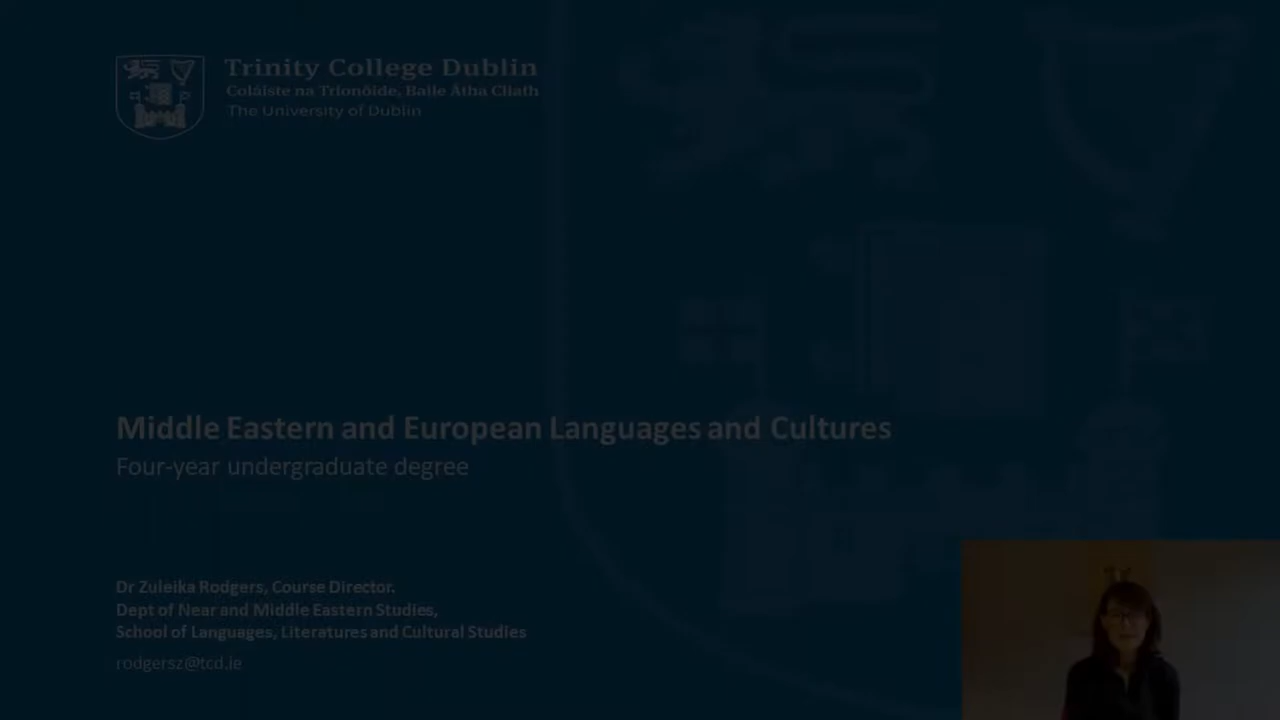 Trinity College Dublin
Coláiste na Tríonóide, Baile Átha Cliath
The University of Dublin
Middle Eastern and European Languages and Cultures
Four-year undergraduate degree
Dr Zuleika Rodgers, Course Director.
Dept of Near and Middle Eastern Studies,
School of Languages, Literatures and Cultural Studies
rodgersz@tcd.ie